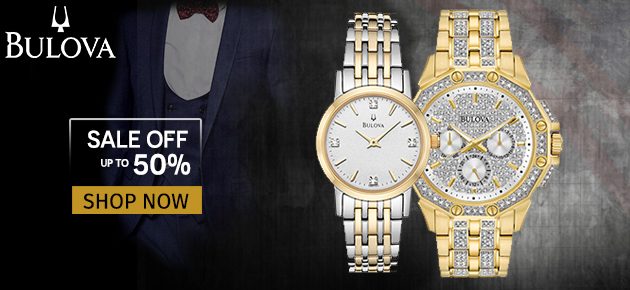 BULOVA
SALE OFF
UP TO 50%
SHOP NOW
BULOVA
BULOVA